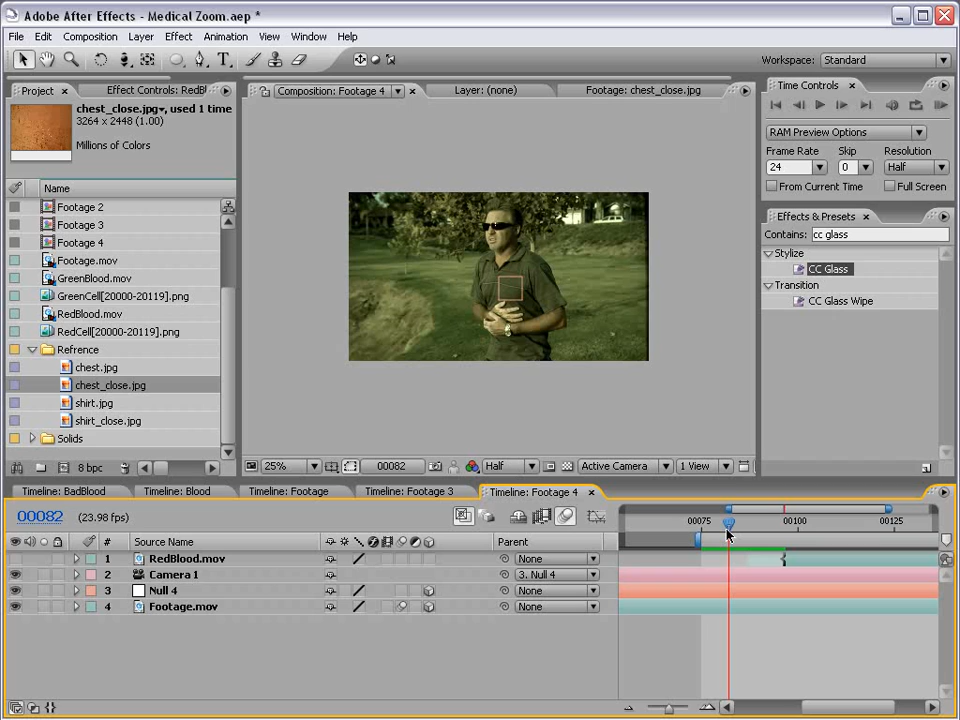 Adobe After Effects - Medical Zoom.aep *
File Edit Composition Layer Effect Animation View Window Help
Workspace: Standard
Project Effect Controls: RedBl
Composition: Footage 4 Layer: (none) Footage: chest_close.jpg
Time Controls
chest_close.jpg, used 1 time
3264 x 2448 (1.00)
Millions of Colors
RAM Preview Options
Frame Rate Skip Resolution
24 0 Half
From Current Time Full Screen
Name
Footage 2
Footage 3
Footage 4
Footage.mov
GreenBlood.mov
GreenCell[20000-20119].png
RedBlood.mov
RedCell[20000-20119].png
Refrence
chest.jpg
chest_close.jpg
shirt.jpg
shirt_close.jpg
Solids
8 bpc
Effects & Presets
Contains: cc glass
Stylize
CC Glass
Transition
CC Glass Wipe
25% 00082 Half Active Camera 1 View
Timeline: BadBlood Timeline: Blood Timeline: Footage Timeline: Footage 3 Timeline: Footage 4
00082 (23.98 fps)
00075 00100 00125
# Source Name Parent
1 RedBlood.mov None
2 Camera 1 3. Null 4
3 Null 4 None
4 Footage.mov None